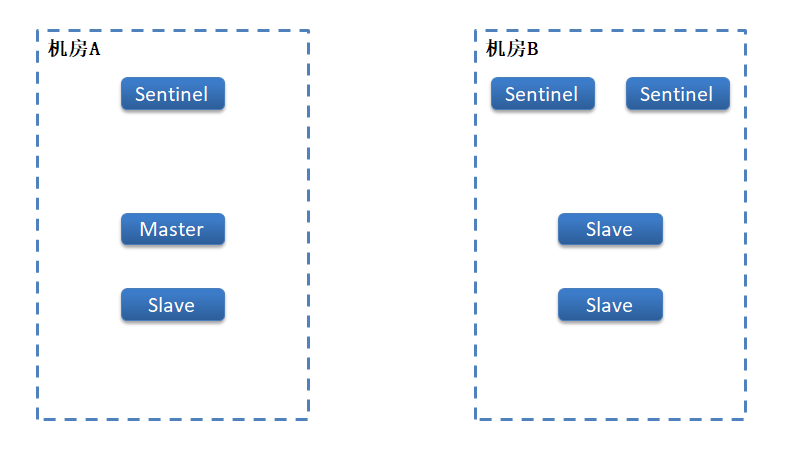 机房A
Sentinel
Master
Slave
机房B
Sentinel
Sentinel
Slave
Slave